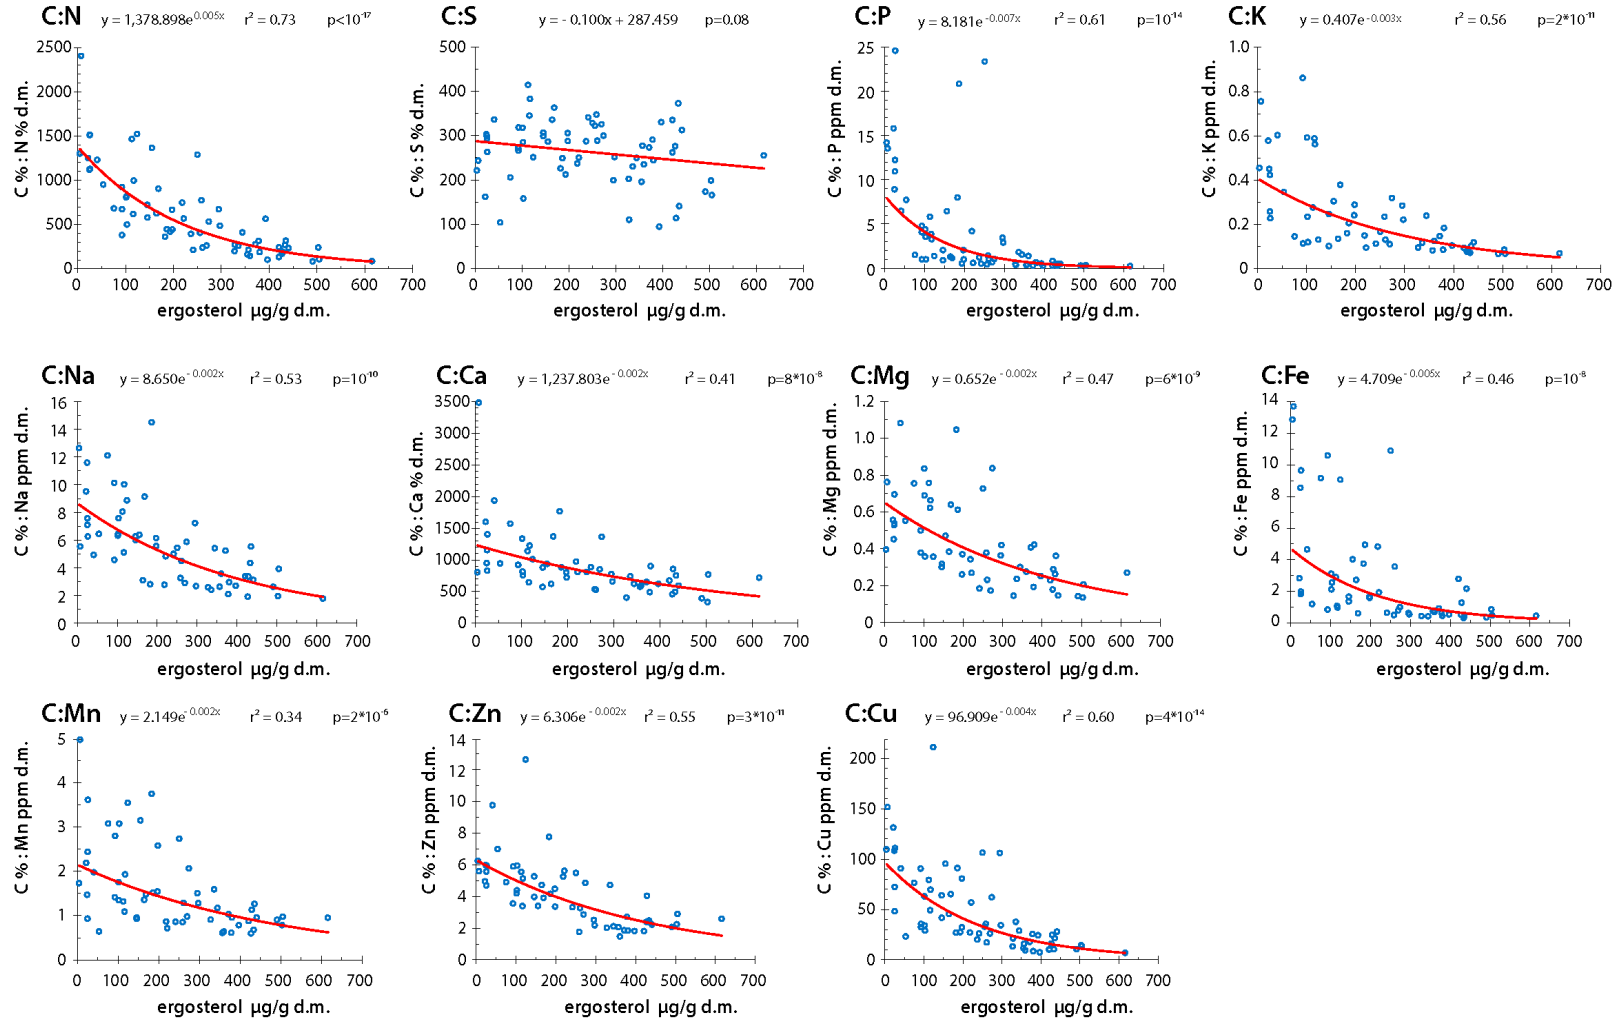 C:N y = 1,378.898e^0.005x r² = 0.73 p<10^-17
2500
2000
1500
1000
500
0
0 100 200 300 400 500 600 700
C % : N % d.m.
ergosterol µg/g d.m.
C:S y = - 0.100x + 287.459 p=0.08
500
400
300
200
100
0
0 100 200 300 400 500 600 700
C % : S % d.m.
ergosterol µg/g d.m.
C:P y = 8.181e^-0.007x r² = 0.61 p=10^-14
25
20
15
10
5
0
0 100 200 300 400 500 600 700
C % : P ppm d.m.
ergosterol µg/g d.m.
C:K y = 0.407e^-0.003x r² = 0.56 p=2*10^-11
1.0
0.8
0.6
0.4
0.2
0
0 100 200 300 400 500 600 700
C % : K ppm d.m.
ergosterol µg/g d.m.
C:Na y = 8.650e^- 0.002x r² = 0.53 p=10^-10
16
14
12
10
8
6
4
2
0
0 100 200 300 400 500 600 700
C % : Na ppm d.m.
ergosterol µg/g d.m.
C:Ca y = 1,237.803e^-0.002x r² = 0.41 p=8*10^-8
3500
3000
2500
2000
1500
1000
500
0
0 100 200 300 400 500 600 700
C % : Ca % d.m.
ergosterol µg/g d.m.
C:Mg y = 0.652e^-0.002x r² = 0.47 p=6*10^-9
1.2
1.0
0.8
0.6
0.4
0.2
0
0 100 200 300 400 500 600 700
C % : Mg ppm d.m.
ergosterol µg/g d.m.
C:Fe y = 4.709e^- 0.005x r² = 0.46 p=10^-8
14
12
10
8
6
4
2
0
0 100 200 300 400 500 600 700
C % : Fe ppm d.m.
ergosterol µg/g d.m.
C:Mn y = 2.149e^- 0.002x r² = 0.34 p=2*10^-6
5
4
3
2
1
0
0 100 200 300 400 500 600 700
C % : Mn ppm d.m.
ergosterol µg/g d.m.
C:Zn y = 6.306e^- 0.002x r² = 0.55 p=3*10^-11
14
12
10
8
6
4
2
0
0 100 200 300 400 500 600 700
C % : Zn ppm d.m.
ergosterol µg/g d.m.
C:Cu y = 96.909e^- 0.004x r² = 0.60 p=4*10^-14
200
150
100
50
0
0 100 200 300 400 500 600 700
C % : Cu ppm d.m.
ergosterol µg/g d.m.